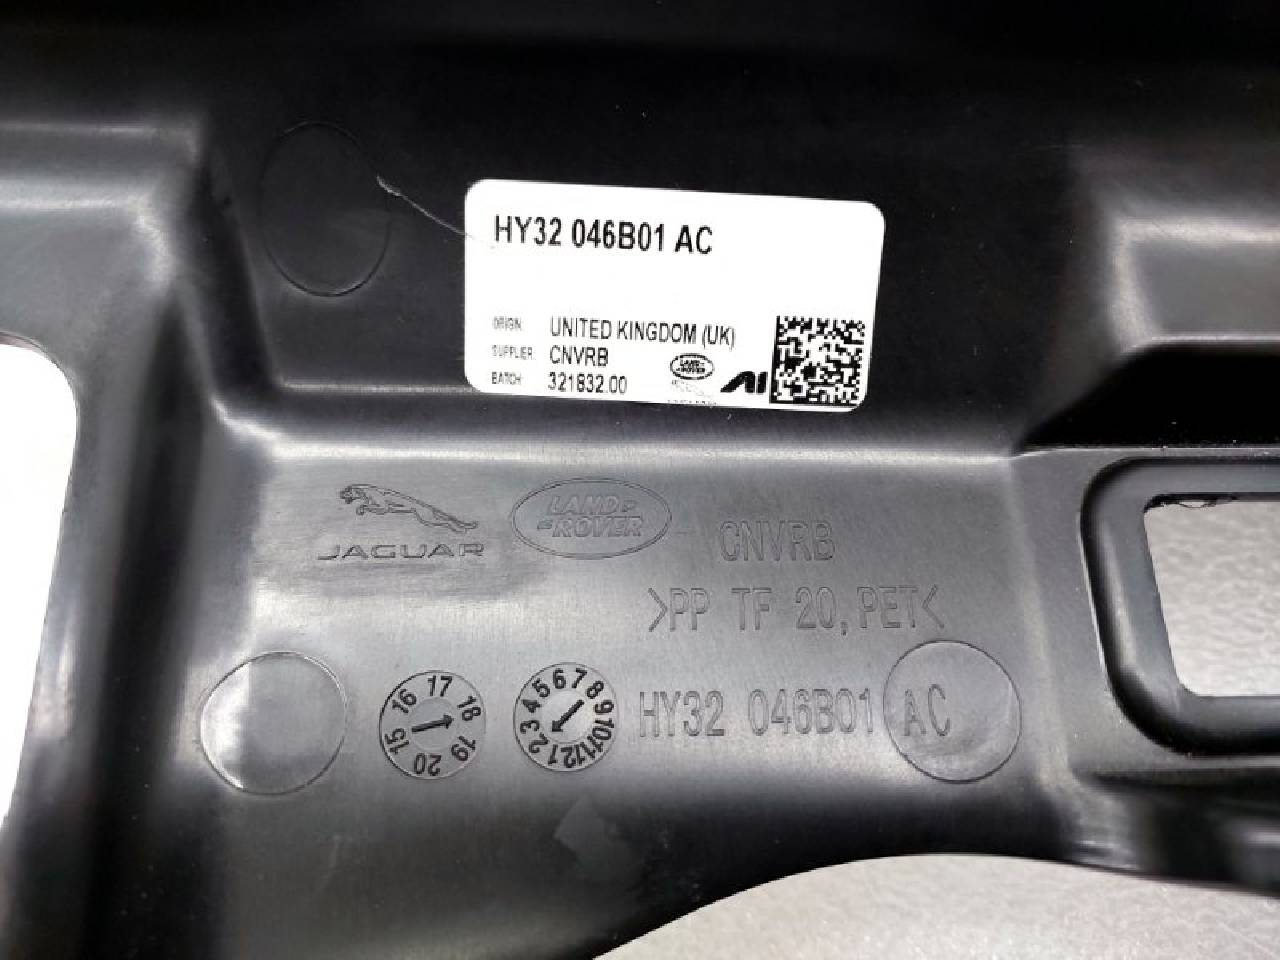 HY32 046B01 AC
ORIGIN: UNITED KINGDOM (UK)
SUPPLIER: CNVRB
BATCH 321832.00
LAND ROVER
JAGUAR
LAND ROVER
CNVRB
>PP TF 20, PET<
15 16 17 18 19 20
1 2 3 4 5 6 7 8 9 10 11 12
HY32 046B01 AC